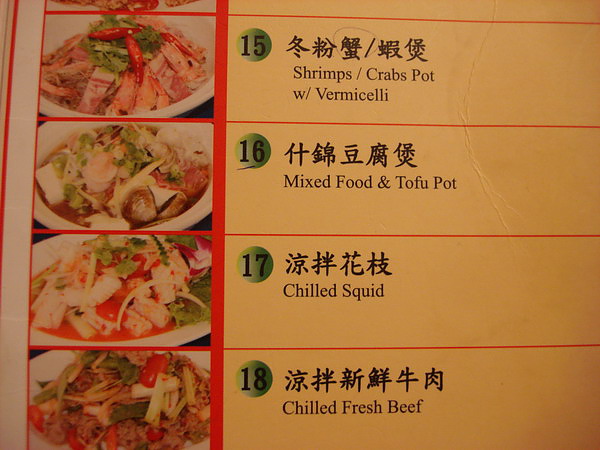 15 冬粉蟹/蝦煲
Shrimps / Crabs Pot
w/ Vermicelli
16 什錦豆腐煲
Mixed Food & Tofu Pot
17 涼拌花枝
Chilled Squid
18 涼拌新鮮牛肉
Chilled Fresh Beef